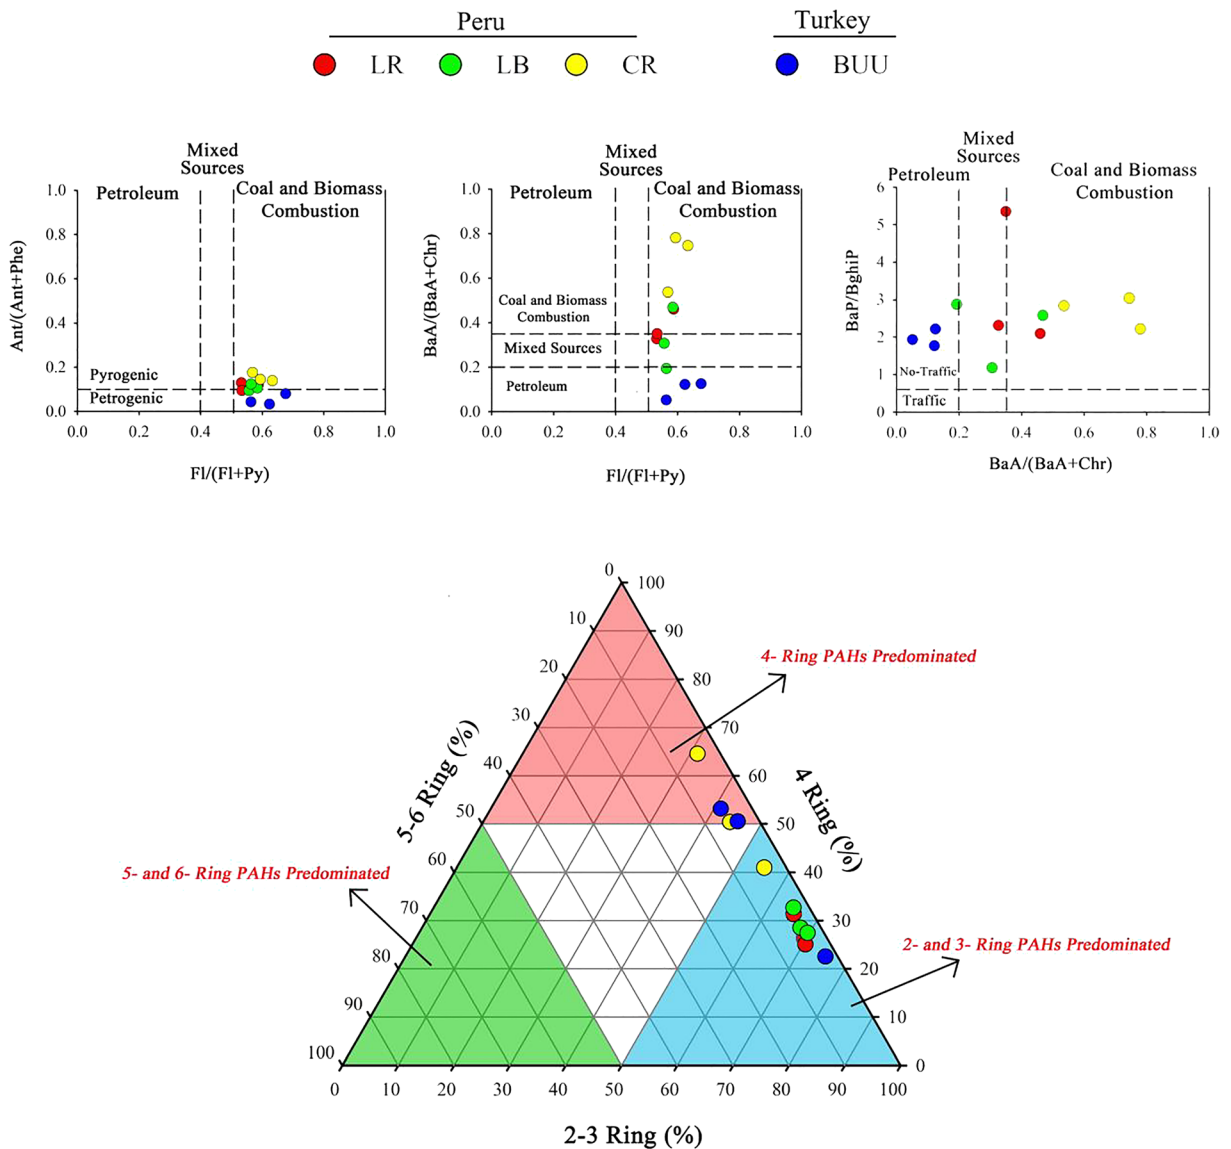 Peru
Turkey
LR
LB
CR
BUU
Mixed
Sources
Petroleum
Coal and Biomass
Combustion
1.0
0.8
0.6
0.4
0.2
0.0
Ant/(Ant+Phe)
Pyrogenic
Petrogenic
0.0
0.2
0.4
0.6
0.8
1.0
Fl/(Fl+Py)
Mixed
Sources
Petroleum
Coal and Biomass
Combustion
1.0
0.8
0.6
0.4
0.2
0.0
BaA/(BaA+Chr)
Coal and Biomass
Combustion
Mixed Sources
Petroleum
0.0
0.2
0.4
0.6
0.8
1.0
Fl/(Fl+Py)
Mixed
Sources
Petroleum
Coal and Biomass
Combustion
6
5
4
3
2
1
0
BaP/BghiP
No-Traffic
Traffic
0.0
0.2
0.4
0.6
0.8
1.0
BaA/(BaA+Chr)
0
10
20
30
40
50
60
70
80
90
100
5-6 Ring (%)
100
90
80
70
60
50
40
30
20
10
0
4 Ring (%)
4- Ring PAHs Predominated
5- and 6- Ring PAHs Predominated
2- and 3- Ring PAHs Predominated
0
10
20
30
40
50
60
70
80
90
100
2-3 Ring (%)